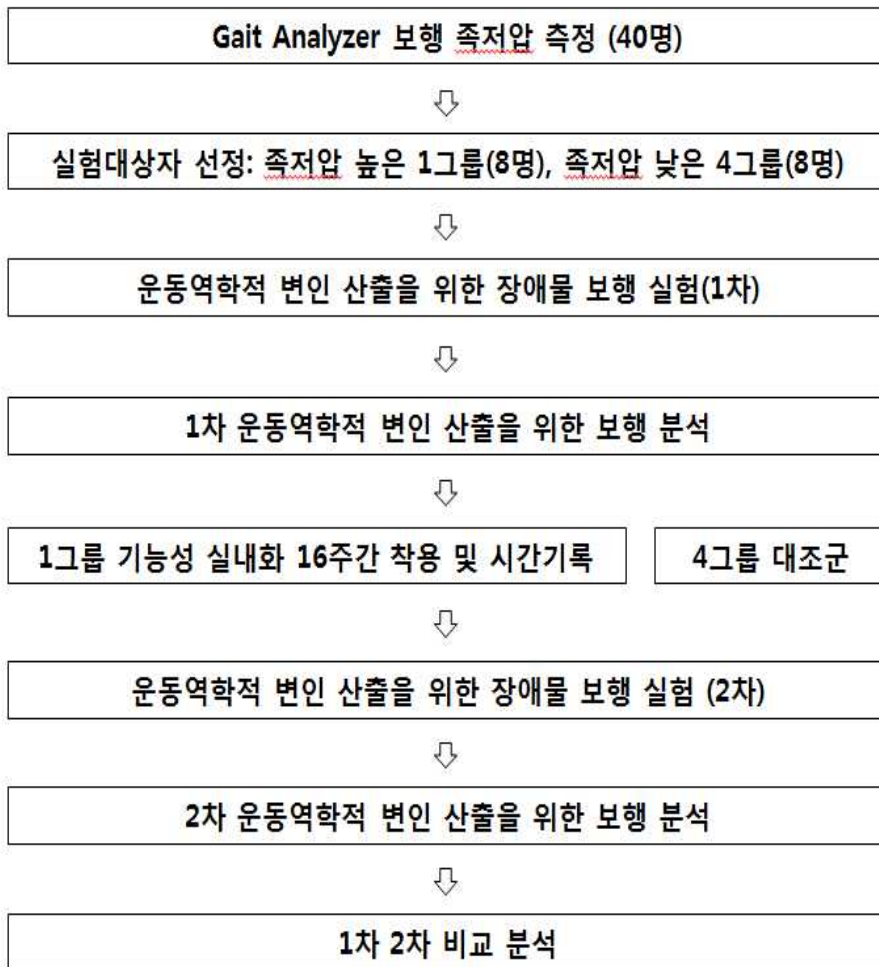 Gait Analyzer 보행 족저압 측정 (40명)
실험대상자 선정: 족저압 높은 1그룹(8명), 족저압 낮은 4그룹(8명)
운동역학적 변인 산출을 위한 장애물 보행 실험(1차)
1차 운동역학적 변인 산출을 위한 보행 분석
1그룹 기능성 실내화 16주간 착용 및 시간기록
4그룹 대조군
운동역학적 변인 산출을 위한 장애물 보행 실험 (2차)
2차 운동역학적 변인 산출을 위한 보행 분석
1차 2차 비교 분석